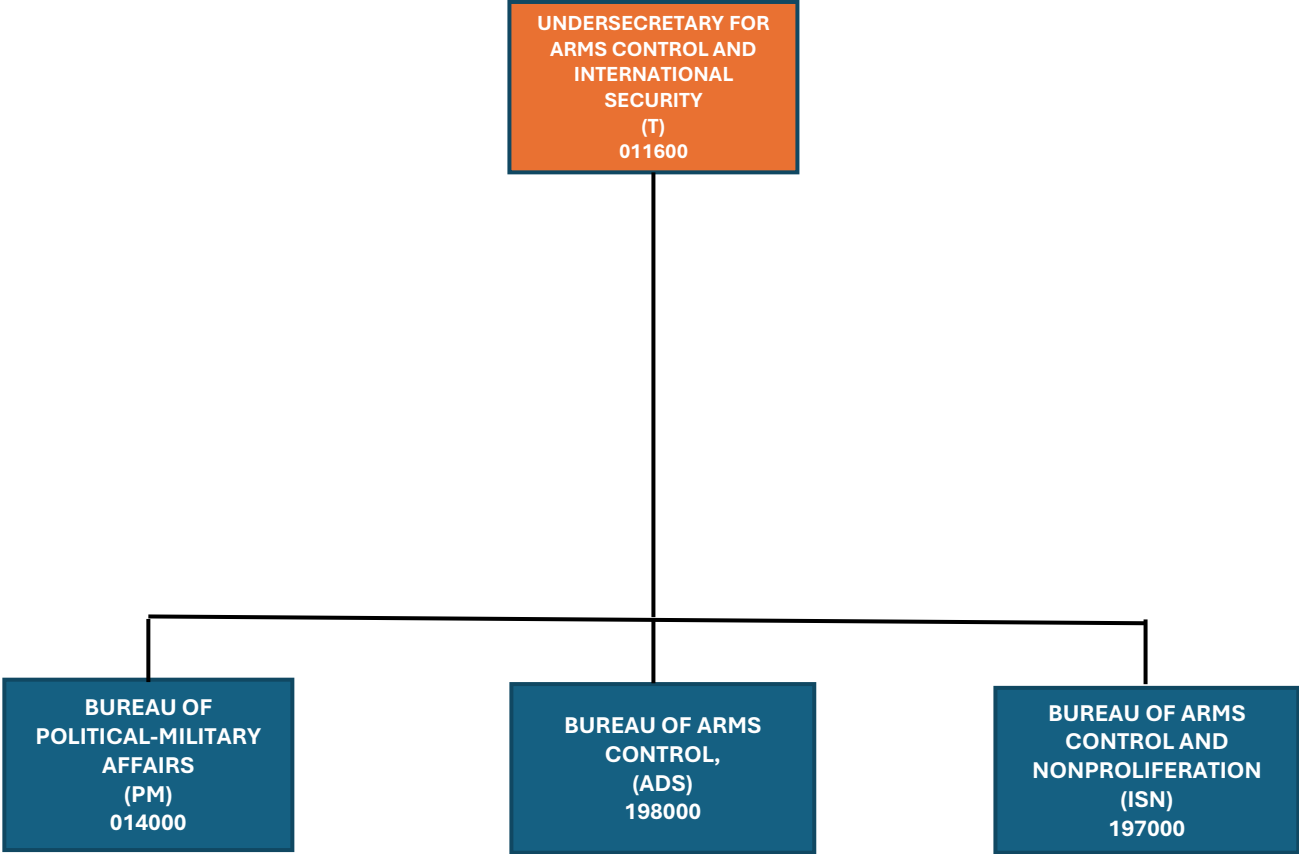 UNDERSECRETARY FOR
ARMS CONTROL AND
INTERNATIONAL
SECURITY
(T)
011600
BUREAU OF
POLITICAL-MILITARY
AFFAIRS
(PM)
014000
BUREAU OF ARMS
CONTROL,
(ADS)
198000
BUREAU OF ARMS
CONTROL AND
NONPROLIFERATION
(ISN)
197000